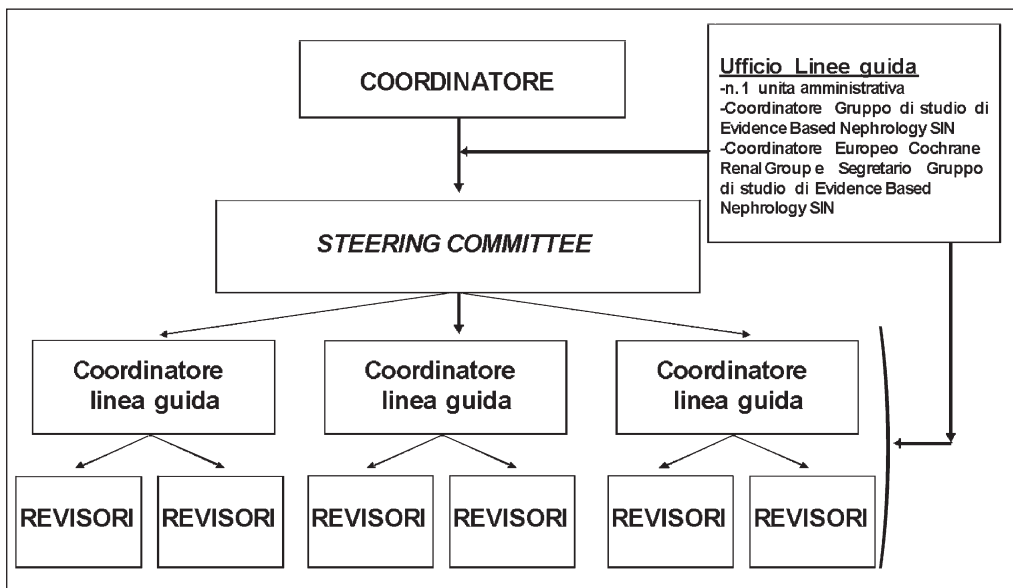 COORDINATORE
Ufficio Linee guida
-n. 1 unita amministrativa
-Coordinatore Gruppo di studio di
Evidence Based Nephrology SIN
-Coordinatore Europeo Cochrane
Renal Group e Segretario Gruppo
di studio di Evidence Based
Nephrology SIN
STEERING COMMITTEE
Coordinatore
linea guida
Coordinatore
linea guida
Coordinatore
linea guida
REVISORI
REVISORI
REVISORI
REVISORI
REVISORI
REVISORI